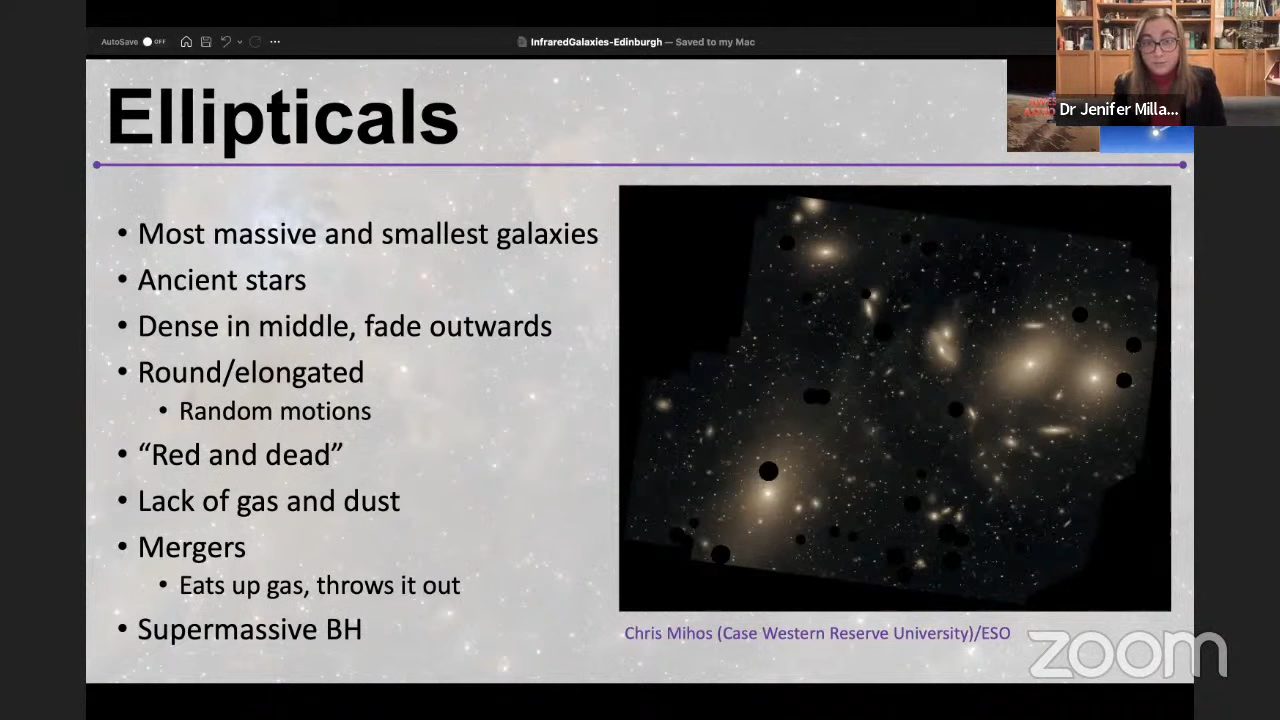 AutoSave OFF
InfraredGalaxies-Edinburgh — Saved to my Mac
Dr Jenifer Milla...
Ellipticals
• Most massive and smallest galaxies
• Ancient stars
• Dense in middle, fade outwards
• Round/elongated
• Random motions
• “Red and dead”
• Lack of gas and dust
• Mergers
• Eats up gas, throws it out
• Supermassive BH
Chris Mihos (Case Western Reserve University)/ESO
zoom